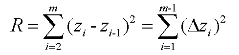 R = \sum_{i=2}^{m} (z_i - z_{i-1})^2 = \sum_{i=1}^{m-1} (\Delta z_i)^2